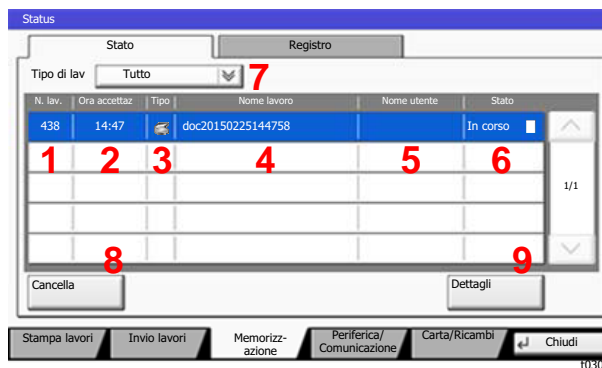 Status
Stato Registro
Tipo di lav Tutto 7
N. lav. Ora accettaz Tipo Nome lavoro Nome utente Stato
438 14:47 doc20150225144758 In corso
1 2 3 4 5 6
1/1
8 9
Cancella Dettagli
Stampa lavori Invio lavori Memorizz-
azione Periferica/
Comunicazione Carta/Ricambi Chiudi
f030